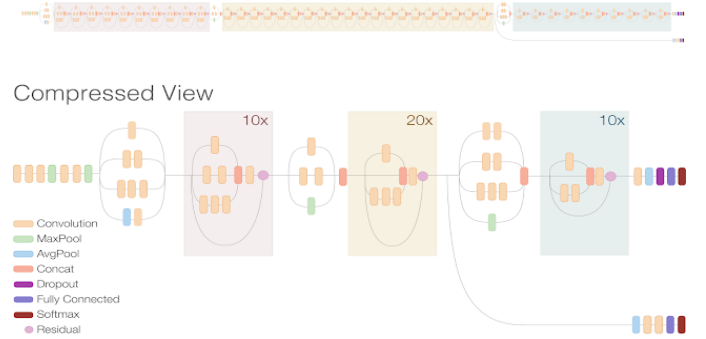 Compressed View
10x
20x
10x
Convolution
MaxPool
AvgPool
Concat
Dropout
Fully Connected
Softmax
Residual